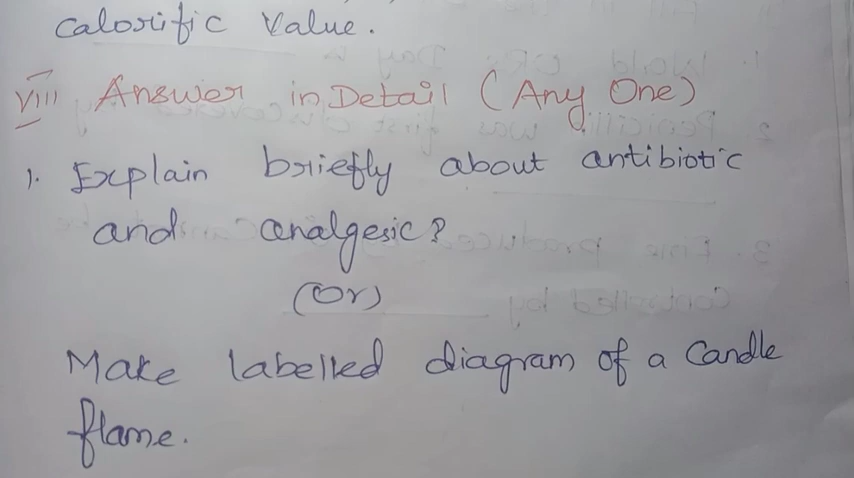 Calorific Value.
VIII Answer in Detail (Any One)
1. Explain briefly about antibiotic
and analgesic?
(Or)
Make labelled diagram of a Candle
flame.